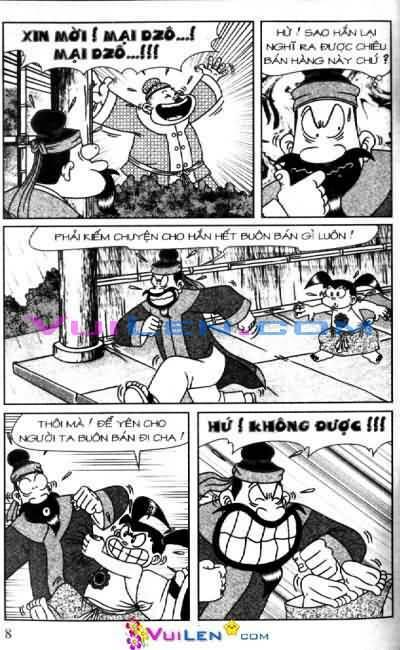 XIN MỜI! MẠI DZÔ...!
MẠI DZÔ...!!!
HỨ! SAO HẮN LẠI
NGHĨ RA ĐƯỢC CHIÊU
BÁN HÀNG NÀY CHỨ?
PHẢI KIẾM CHUYỆN CHO HẮN HẾT BUÔN BÁN GÌ LUÔN!
VUILEN.COM
THÔI MÀ! ĐỂ YÊN CHO
NGƯỜI TA BUÔN BÁN ĐI CHA!
HỨ! KHÔNG ĐƯỢC!!!
8
VUILEN.COM